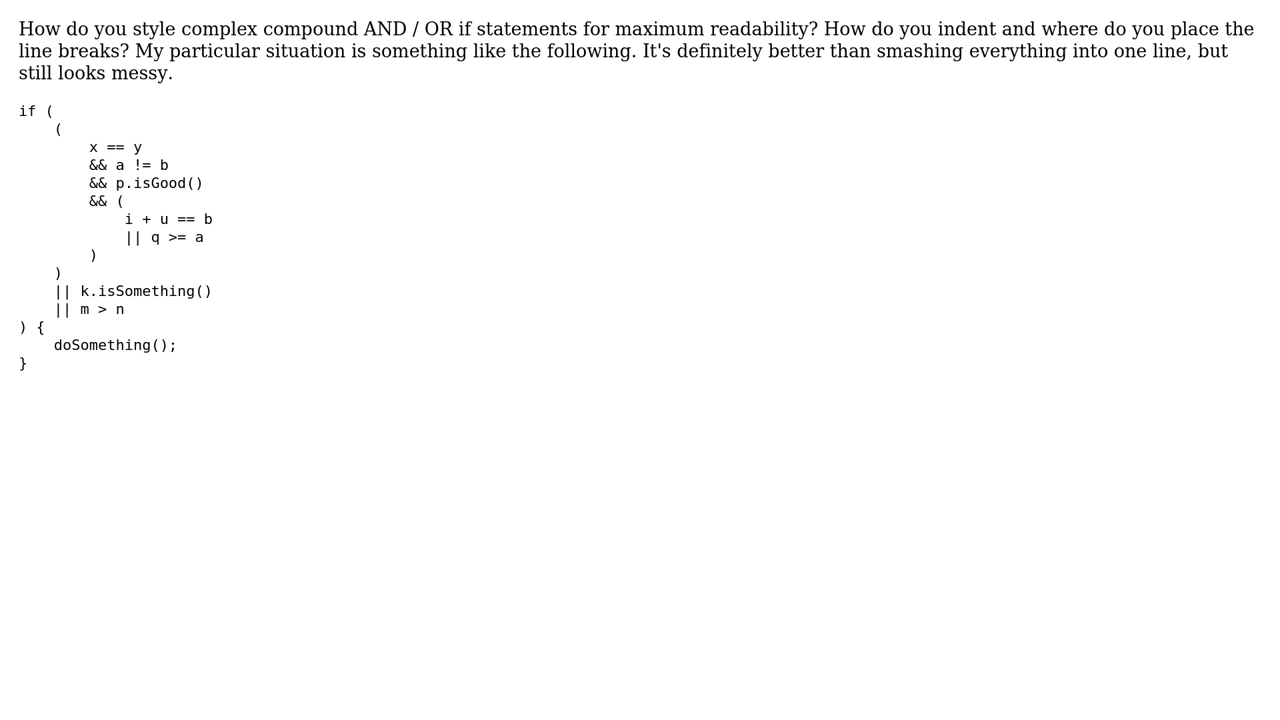 How do you style complex compound AND / OR if statements for maximum readability? How do you indent and where do you place the
line breaks? My particular situation is something like the following. It's definitely better than smashing everything into one line, but
still looks messy.
if (
    (
        x == y
        && a != b
        && p.isGood()
        && (
            i + u == b
            || q >= a
        )
    )
    || k.isSomething()
    || m > n
) {
    doSomething();
}